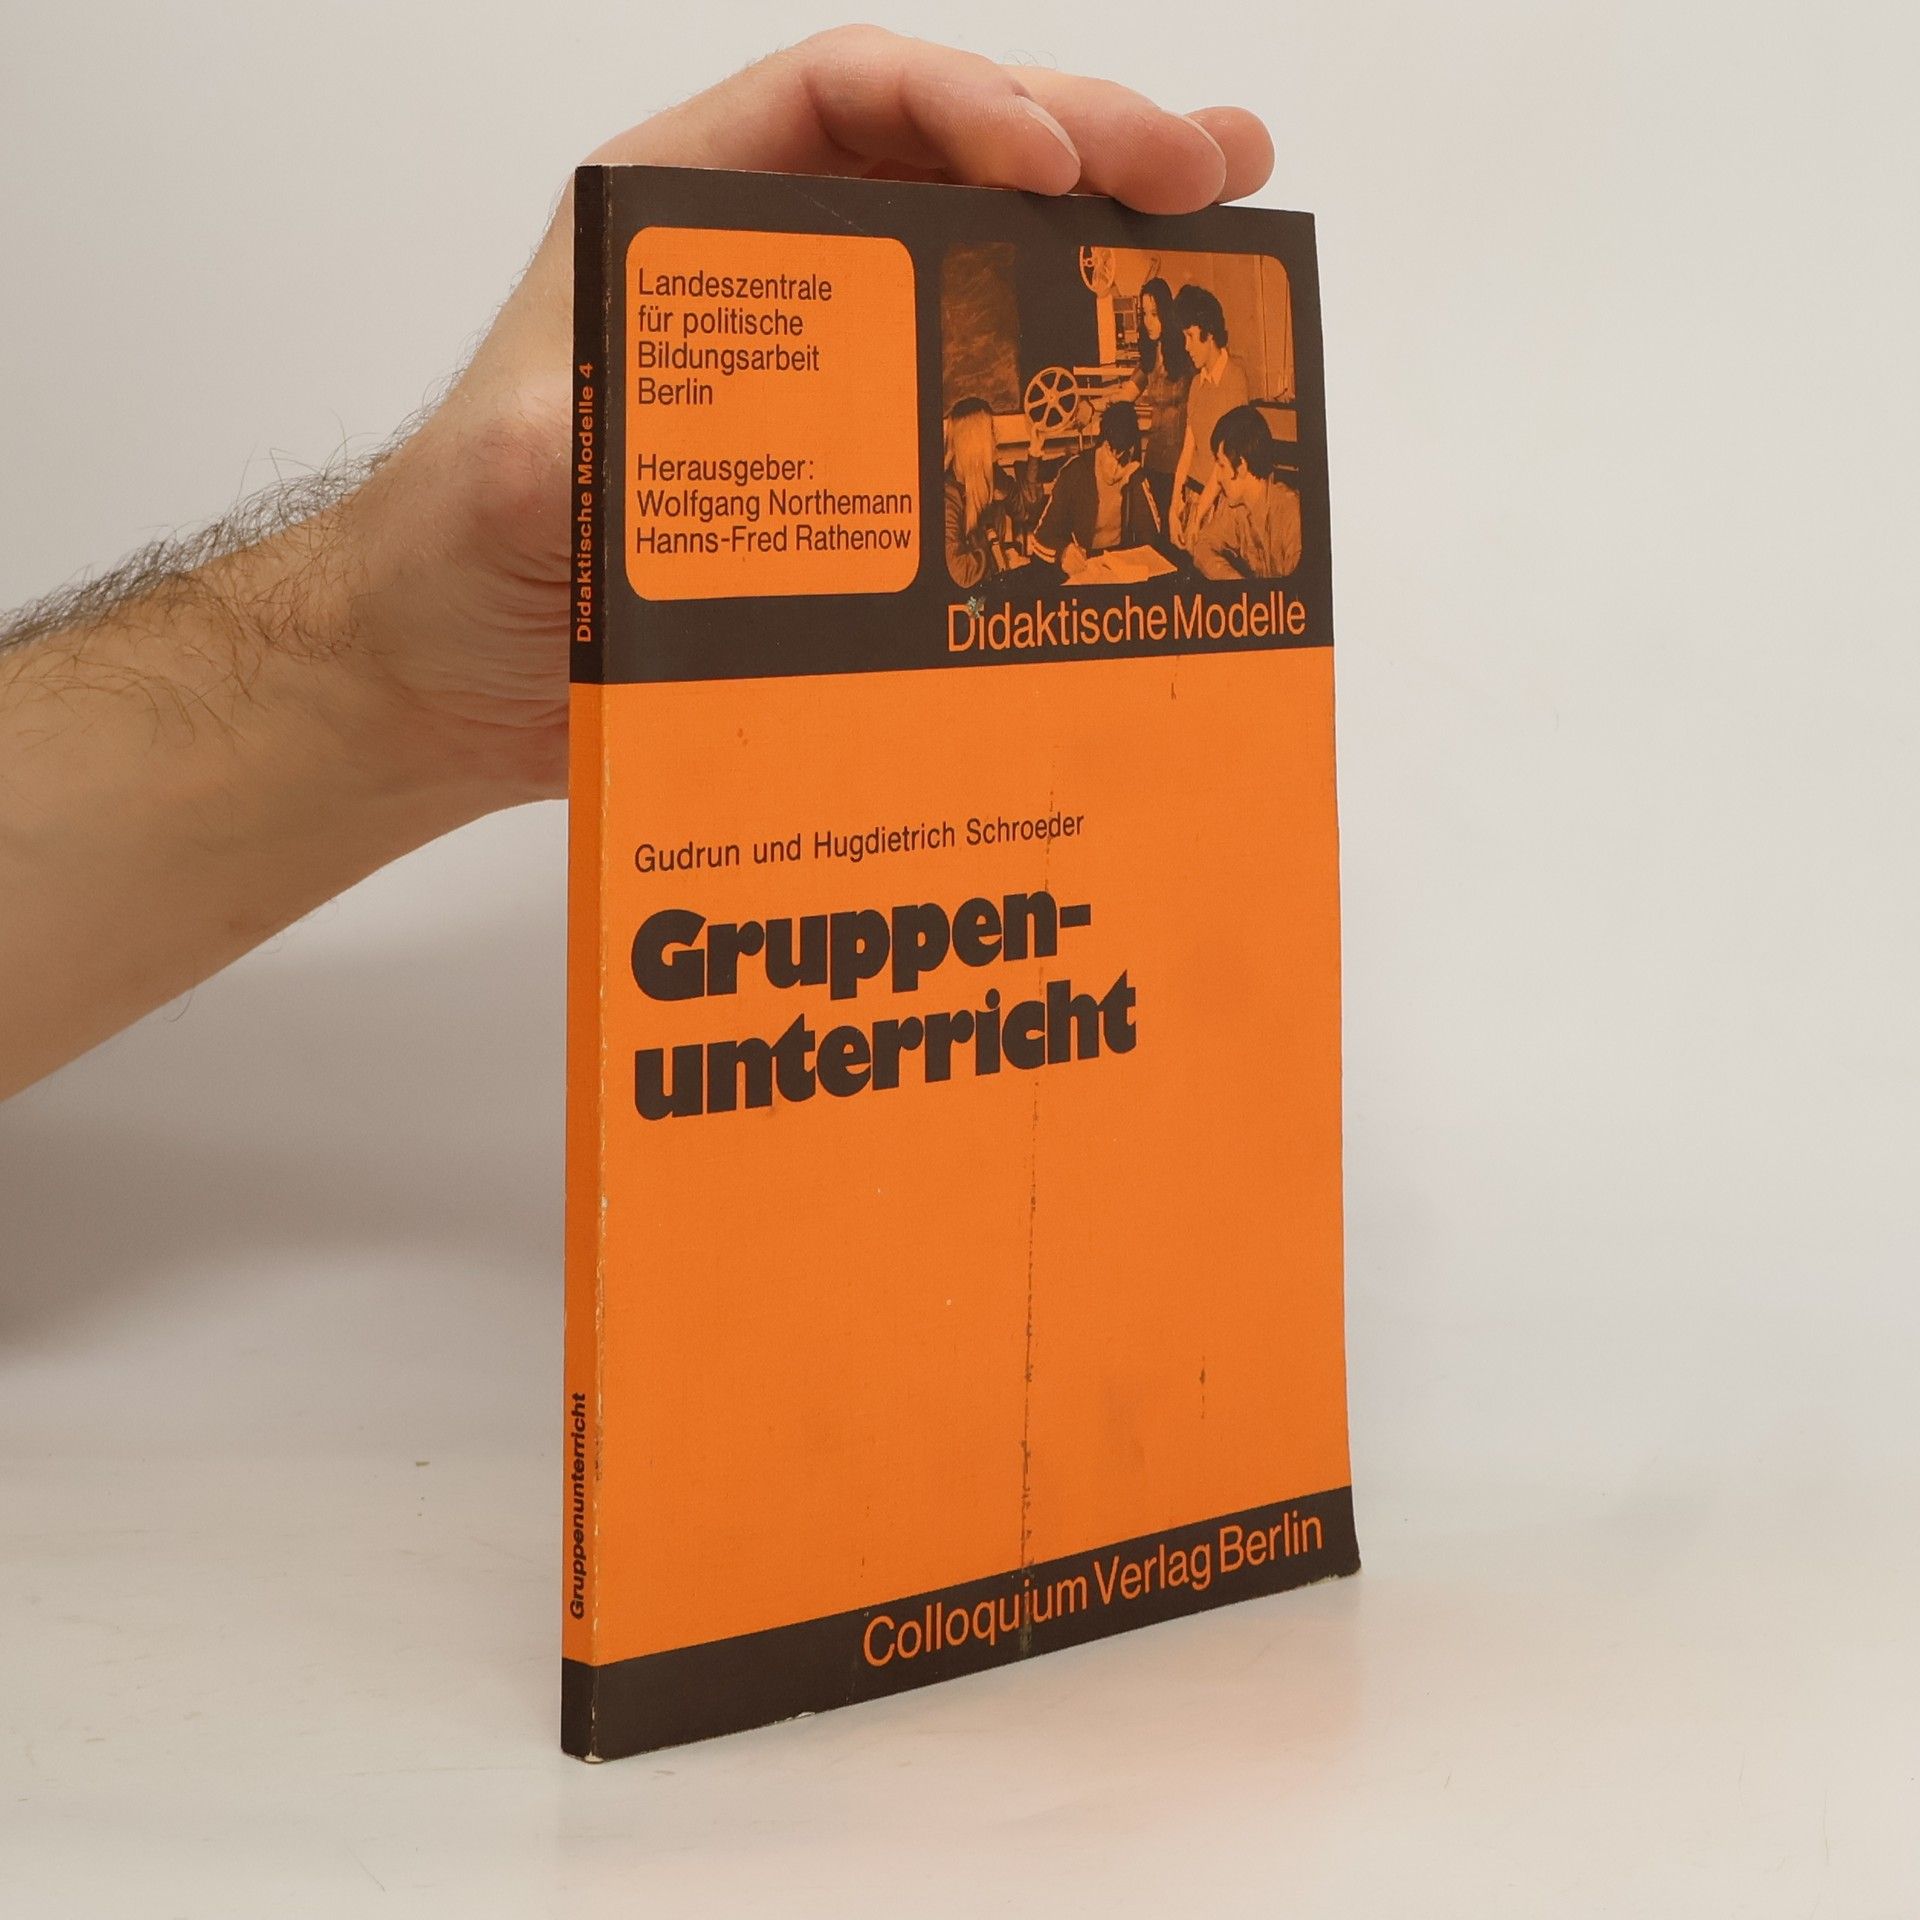 Landeszentrale
für politische
Bildungsarbeit
Berlin
Herausgeber:
Wolfgang Northemann
Hanns-Fred Rathenow
Didaktische Modelle
Gudrun und Hugdietrich Schroeder
Gruppen-
unterricht
Colloquium Verlag Berlin
Didaktische Modelle 4
Gruppenunterricht